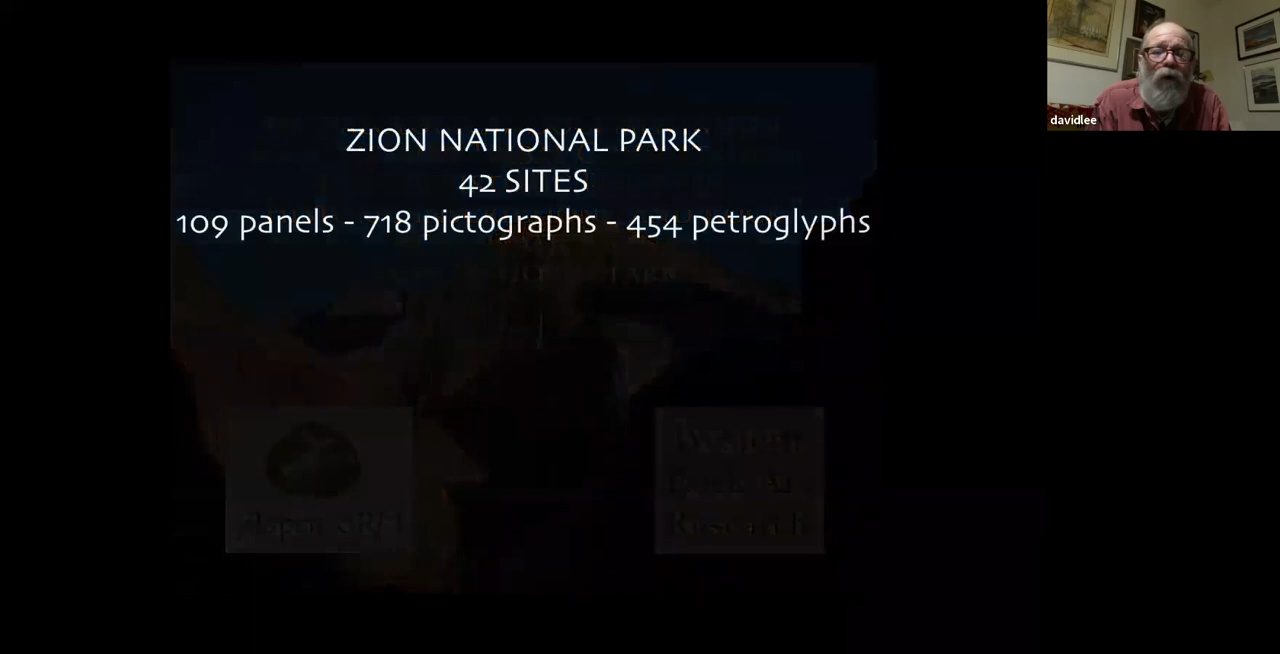 ZION NATIONAL PARK
42 SITES
109 panels - 718 pictographs - 454 petroglyphs
davidlee